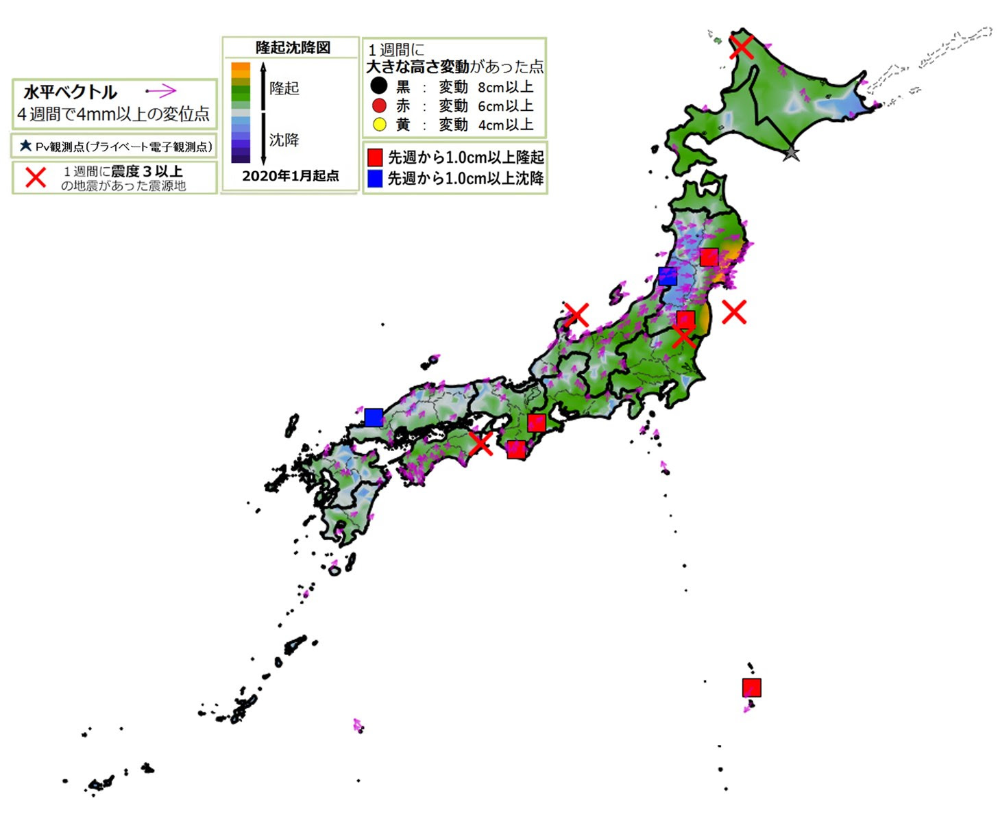 水平ベクトル
4週間で4mm以上の変位点
Pv観測点(プライベート電子観測点)
1週間に震度3以上
の地震があった震源地
隆起沈降図
隆起
沈降
2020年1月起点
1週間に
大きな高さ変動があった点
黒 : 変動 8cm以上
赤 : 変動 6cm以上
黄 : 変動 4cm以上
先週から1.0cm以上隆起
先週から1.0cm以上沈降